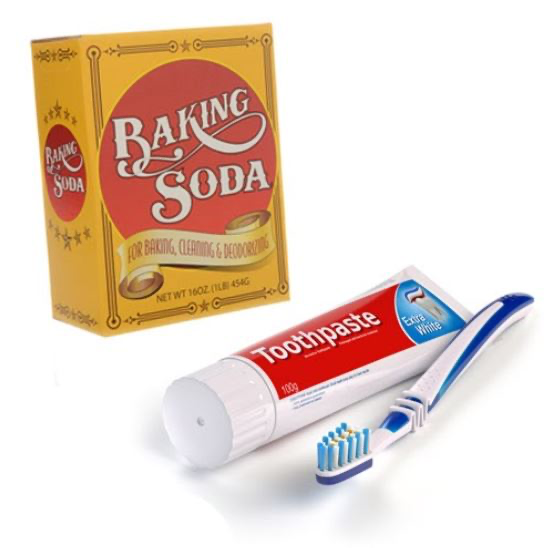 BAKING
SODA
FOR BAKING, CLEANING & DEODORIZING
NET WT 16OZ. (1LB) 454G
BAKING
SODA
Toothpaste
Extra
White
100g